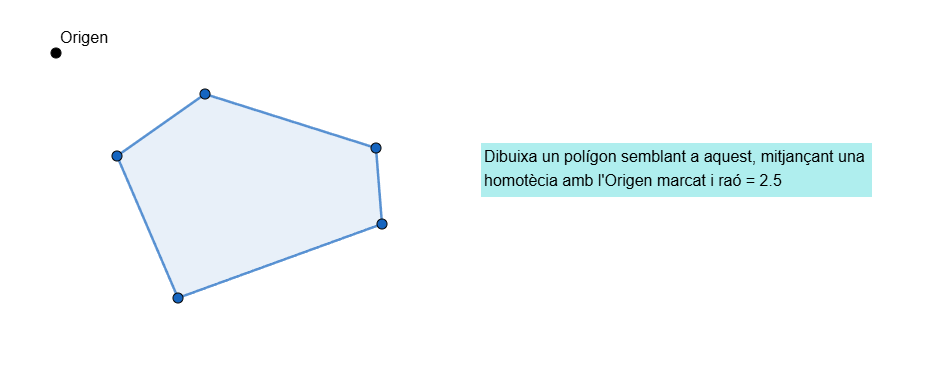 Origen
Dibuixa un polígon semblant a aquest, mitjançant una
homotècia amb l'Origen marcat i raó = 2.5